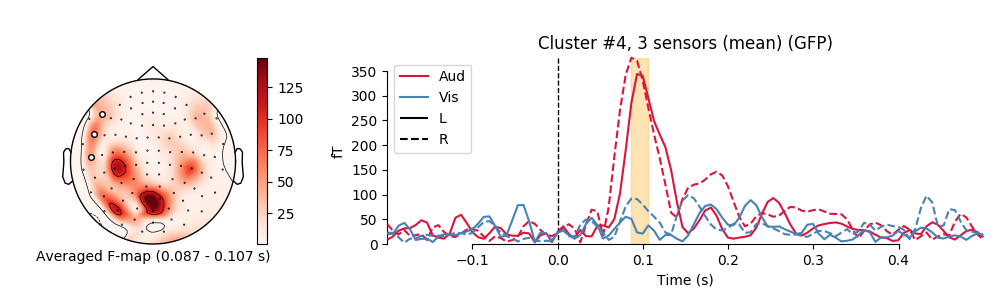 Cluster #4, 3 sensors (mean) (GFP)
125
100
75
50
25
Averaged F-map (0.087 - 0.107 s)
fT
350
300
250
200
150
100
50
0
Aud
Vis
L
R
−0.1
0.0
0.1
0.2
0.3
0.4
Time (s)